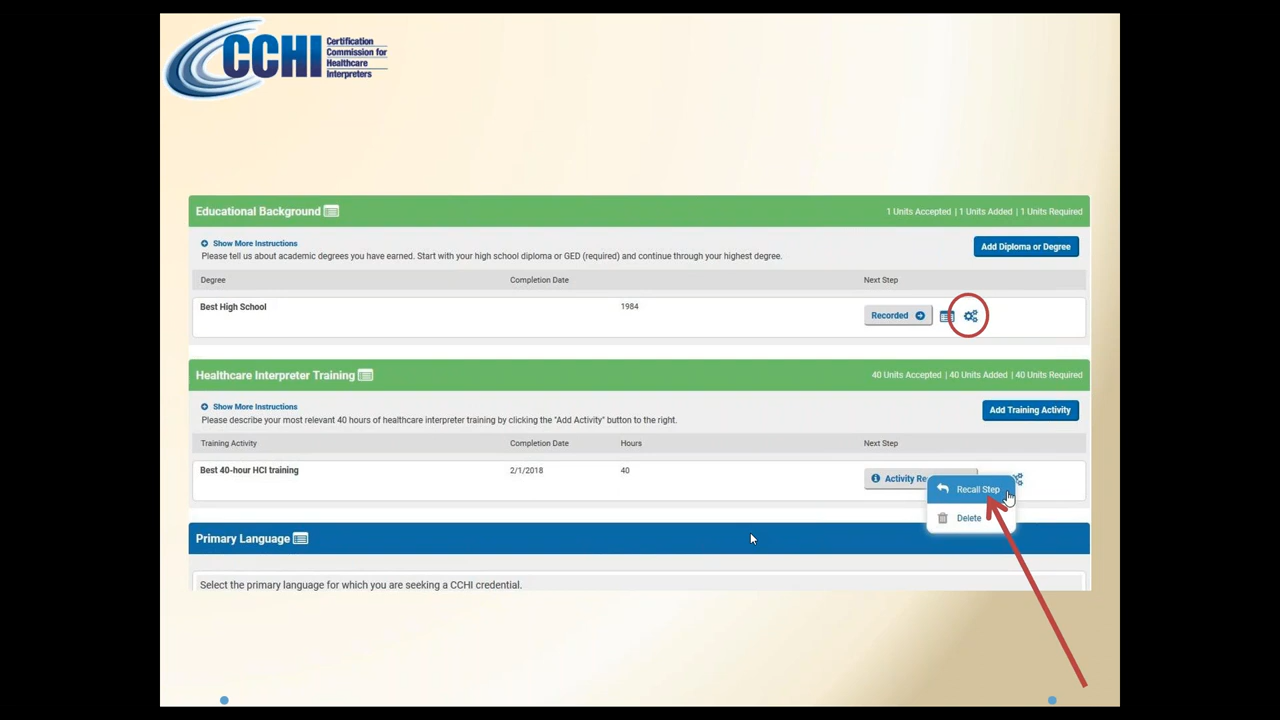 CCHI
Certification
Commission for
Healthcare
Interpreters
Educational Background
1 Units Accepted | 1 Units Added | 1 Units Required
Show More Instructions
Please tell us about academic degrees you have earned. Start with your high school diploma or GED (required) and continue through your highest degree.
Add Diploma or Degree
Degree Completion Date Next Step
Best High School 1984 Recorded
Healthcare Interpreter Training
40 Units Accepted | 40 Units Added | 40 Units Required
Show More Instructions
Please describe your most relevant 40 hours of healthcare interpreter training by clicking the "Add Activity" button to the right.
Add Training Activity
Training Activity Completion Date Hours Next Step
Best 40-hour HCI training 2/1/2018 40 Activity Re
Recall Step
Delete
Primary Language
Select the primary language for which you are seeking a CCHI credential.